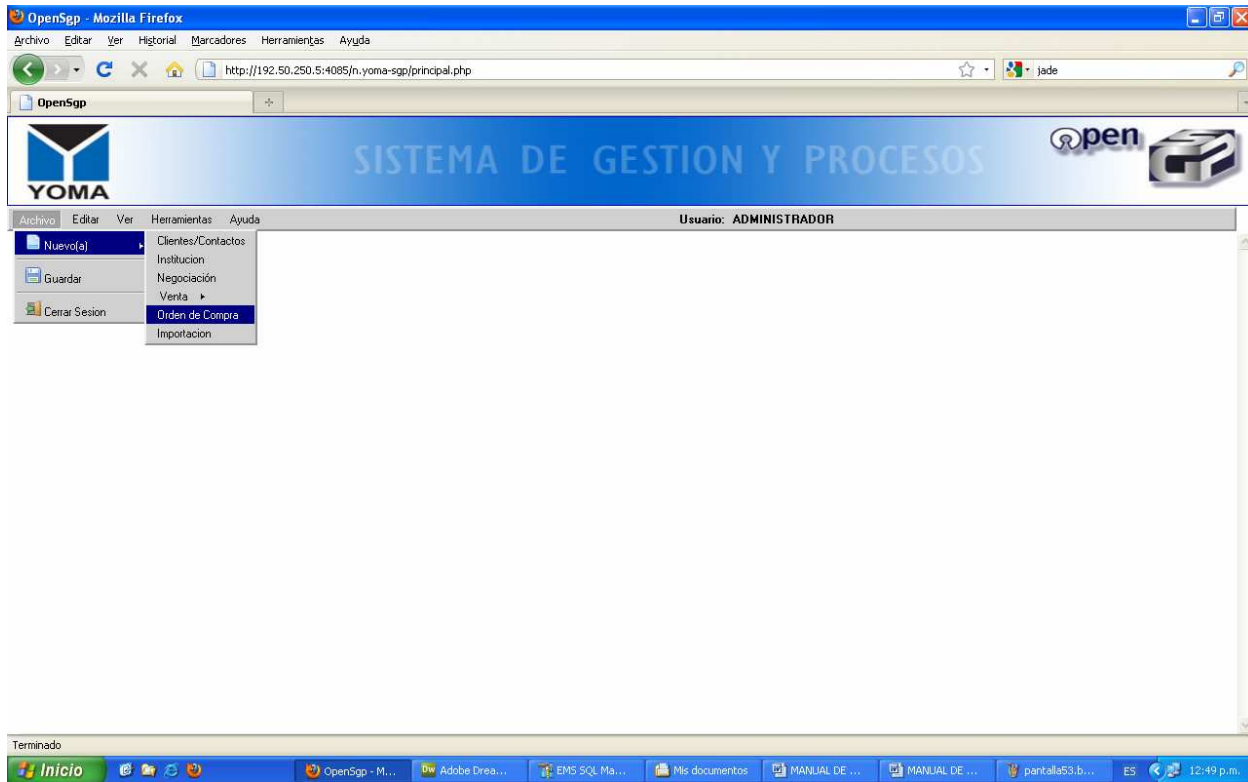 OpenSgp - Mozilla Firefox
Archivo Editar Ver Historial Marcadores Herramientas Ayuda
http://192.50.250.5:4085/n.yoma-sgp/principal.php
jade
OpenSgp
YOMA
SISTEMA DE GESTION Y PROCESOS
Open
Archivo Editar Ver Herramientas Ayuda
Usuario: ADMINISTRADOR
Nuevo(a)
Guardar
Cerrar Sesion
Clientes/Contactos
Institucion
Negociación
Venta
Orden de Compra
Importacion
Terminado
Inicio
OpenSgp - M...
Dw Adobe Drea...
EMS SQL Ma...
Mis documentos
MANUAL DE ...
MANUAL DE ...
pantalla53.b...
ES
12:49 p.m.